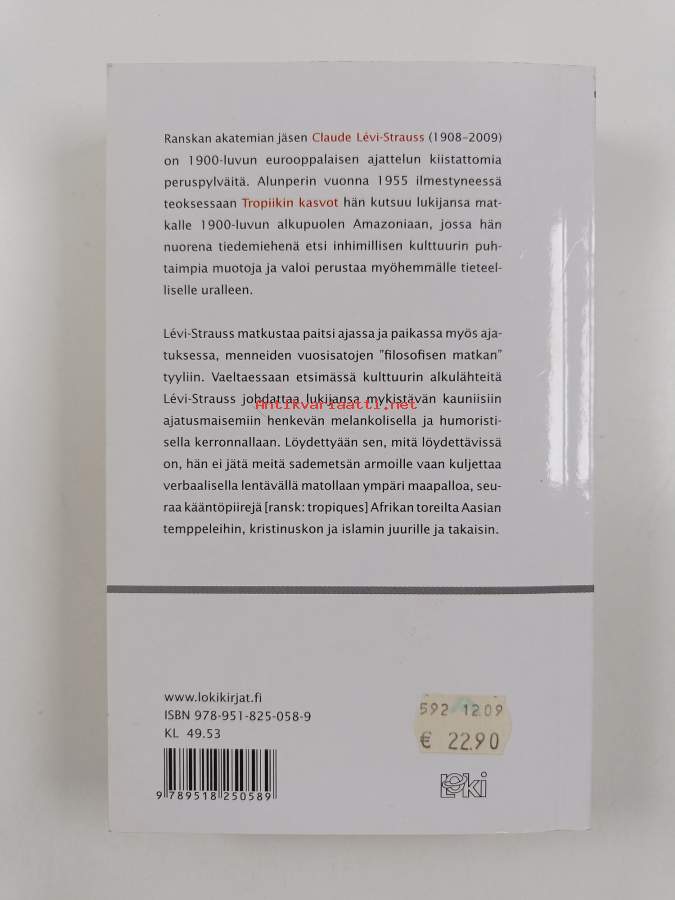 Ranskan akatemian jäsen Claude Lévi-Strauss (1908–2009)
on 1900-luvun eurooppalaisen ajattelun kiistattomia
peruspylväitä. Alunperin vuonna 1955 ilmestyneessä
teoksessaan Tropiikin kasvot hän kutsuu lukijansa mat-
kalle 1900-luvun alkupuolen Amazoniaan, jossa hän
nuorena tiedemiehenä etsi inhimillisen kulttuurin puh-
taimpia muotoja ja valoi perustaa myöhemmälle tieteel-
liselle uralleen.
Lévi-Strauss matkustaa paitsi ajassa ja paikassa myös aja-
tuksessa, menneiden vuosisatojen ”filosofisen matkan”
tyyliin. Vaeltaessaan etsimässä kulttuurin alkulähteitä
Lévi-Strauss johdattaa lukijansa mykistävän kauniisiin
Antikvariaatti.net
ajatusmaisemiin henkevän melankolisella ja humoristi-
sella kerronnallaan. Löydettyään sen, mitä löydettävissä
on, hän ei jätä meitä sademetsän armoille vaan kuljettaa
verbaalisella lentävällä matollaan ympäri maapalloa, seu-
raa kääntöpiirejä [ransk: tropiques] Afrikan toreilta Aasian
temppeleihin, kristinuskon ja islamin juurille ja takaisin.
www.lokikirjat.fi
ISBN 978-951-825-058-9
KL 49.53
9 789518 250589
592 12.09
€ 22.90
Loki